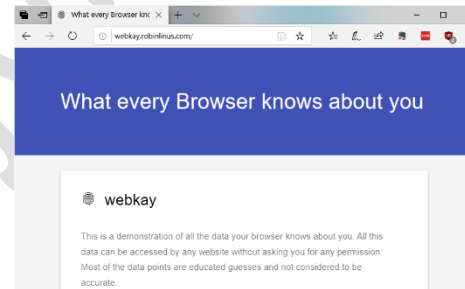 What every Browser kno
webkay.robinlinus.com/
What every Browser knows about you
webkay
This is a demonstration of all the data your browser knows about you. All this
data can be accessed by any website without asking you for any permission.
Most of the data points are educated guesses and not considered to be
accurate.